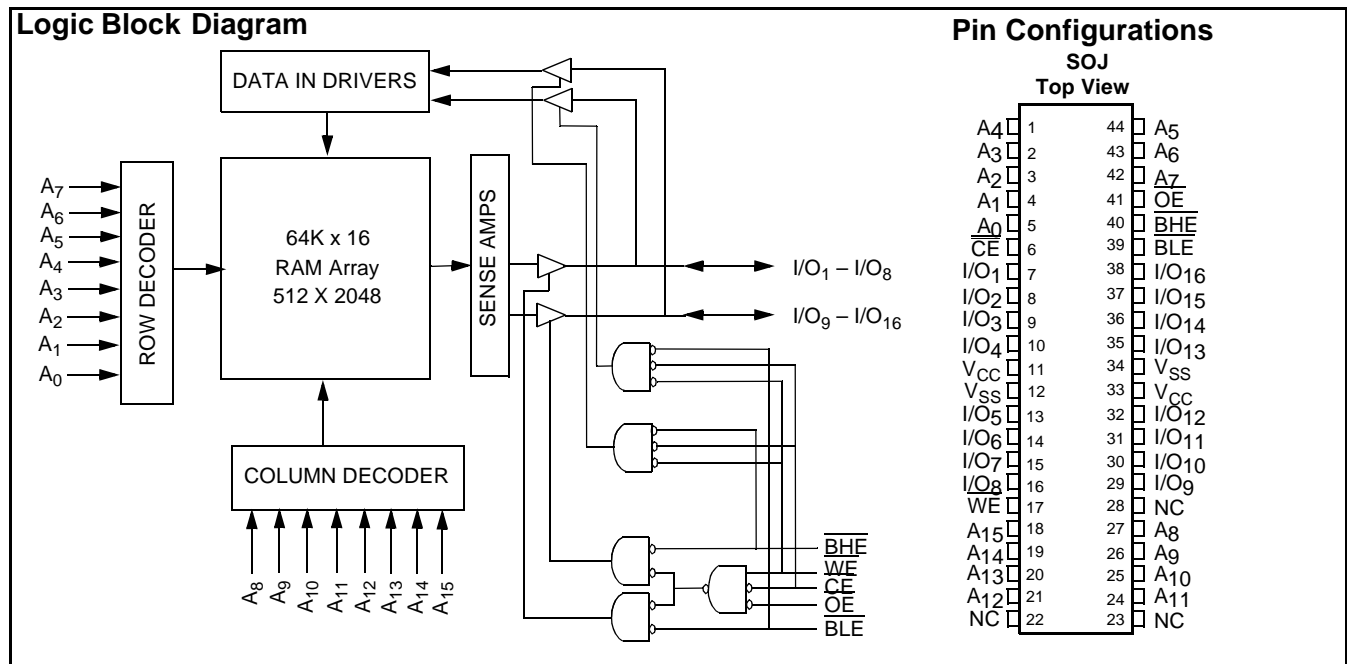 Logic Block Diagram
DATA IN DRIVERS
A7
A6
A5
A4
A3
A2
A1
A0
ROW DECODER
64K x 16
RAM Array
512 X 2048
SENSE AMPS
I/O1 – I/O8
I/O9 – I/O16
COLUMN DECODER
A8
A9
A10
A11
A12
A13
A14
A15
BHE
WE
CE
OE
BLE
Pin Configurations
SOJ
Top View
A4 1 44 A5
A3 2 43 A6
A2 3 42 A7
A1 4 41 OE
A0 5 40 BHE
CE 6 39 BLE
I/O1 7 38 I/O16
I/O2 8 37 I/O15
I/O3 9 36 I/O14
I/O4 10 35 I/O13
VCC 11 34 VSS
VSS 12 33 VCC
I/O5 13 32 I/O12
I/O6 14 31 I/O11
I/O7 15 30 I/O10
I/O8 16 29 I/O9
WE 17 28 NC
A15 18 27 A8
A14 19 26 A9
A13 20 25 A10
A12 21 24 A11
NC 22 23 NC